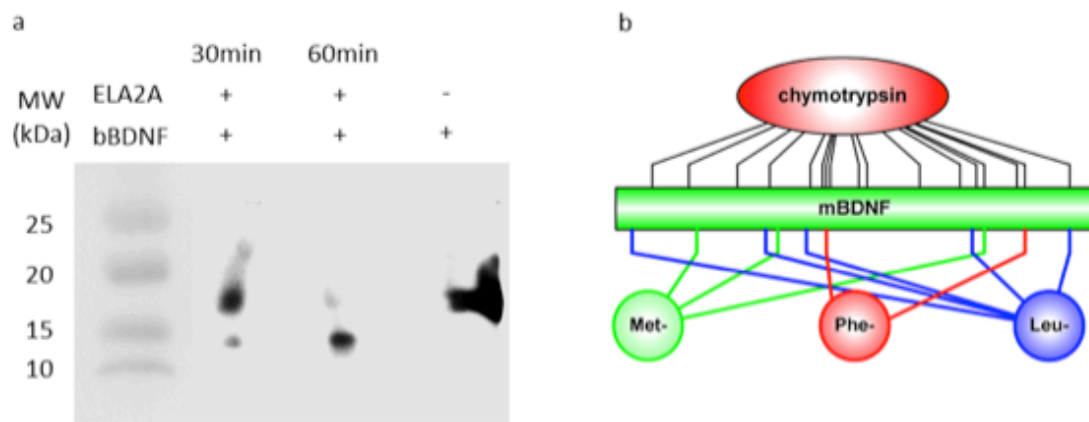 a
30min 60min
MW ELA2A + + -
(kDa) bBDNF + + +
25
20
15
10
b
chymotrypsin
mBDNF
Met- Phe- Leu-